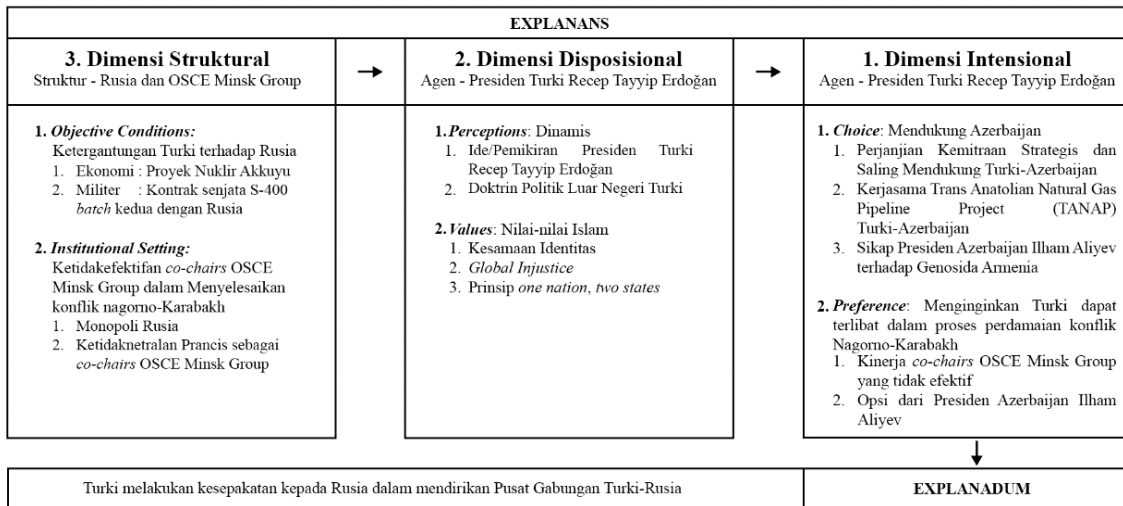 EXPLANANS
3. Dimensi Struktural
Struktur - Rusia dan OSCE Minsk Group
1. Objective Conditions:
Ketergantungan Turki terhadap Rusia
1. Ekonomi : Proyek Nuklir Akkuyu
2. Militer : Kontrak senjata S-400
batch kedua dengan Rusia
2. Institutional Setting:
Ketidakefektifan co-chairs OSCE
Minsk Group dalam Menyelesaikan
konflik nagorno-Karabakh
1. Monopoli Rusia
2. Ketidaknetralan Prancis sebagai
co-chairs OSCE Minsk Group
2. Dimensi Disposisional
Agen - Presiden Turki Recep Tayyip Erdoğan
1. Perceptions: Dinamis
1. Ide/Pemikiran Presiden Turki
Recep Tayyip Erdoğan
2. Doktrin Politik Luar Negeri Turki
2. Values: Nilai-nilai Islam
1. Kesamaan Identitas
2. Global Injustice
3. Prinsip one nation, two states
1. Dimensi Intensional
Agen - Presiden Turki Recep Tayyip Erdoğan
1. Choice: Mendukung Azerbaijan
1. Perjanjian Kemitraan Strategis dan
Saling Mendukung Turki-Azerbaijan
2. Kerjasama Trans Anatolian Natural Gas
Pipeline Project (TANAP)
Turki-Azerbaijan
3. Sikap Presiden Azerbaijan Ilham Aliyev
terhadap Genosida Armenia
2. Preference: Menginginkan Turki dapat
terlibat dalam proses perdamaian konflik
Nagorno-Karabakh
1. Kinerja co-chairs OSCE Minsk Group
yang tidak efektif
2. Opsi dari Presiden Azerbaijan Ilham
Aliyev
Turki melakukan kesepakatan kepada Rusia dalam mendirikan Pusat Gabungan Turki-Rusia
EXPLANADUM